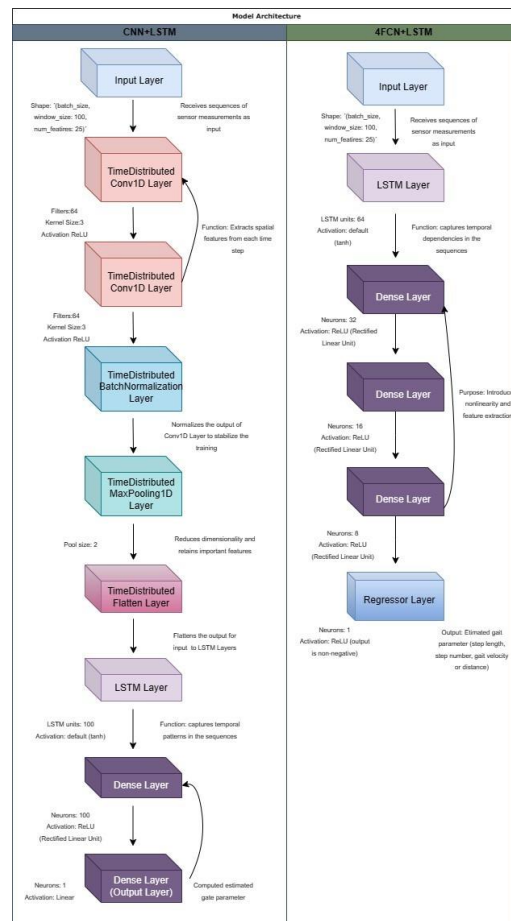 Model Architecture
CNN+LSTM
Input Layer
Shape: `(batch_size,
window_size: 100,
num_featires: 25)`
Receives sequences of
sensor measurements as
input
TimeDistributed
Conv1D Layer
Filters:64
Kernel Size:3
Activation ReLU
Function: Extracts spatial
features from each time
step
TimeDistributed
Conv1D Layer
Filters:64
Kernel Size:3
Activation ReLU
TimeDistributed
BatchNormalization
Layer
Normalizes the output of
Conv1D Layer to stabilize the
training
TimeDistributed
MaxPooling1D
Layer
Pool size: 2
Reduces dimensionality and
retains important features
TimeDistributed
Flatten Layer
Flattens the output for
input to LSTM Layers
LSTM Layer
LSTM units: 100
Activation: default (tanh)
Function: captures temporal
patterns in the sequences
Dense Layer
Neurons: 100
Activation: ReLU
(Rectified Linear Unit)
Dense Layer
(Output Layer)
Neurons: 1
Activation: Linear
Computed estimated
gate parameter
4FCN+LSTM
Input Layer
Shape: `(batch_size,
window_size: 100,
num_featires: 25)`
Receives sequences of
sensor measurements
as input
LSTM Layer
LSTM units: 64
Activation: default
(tanh)
Function: captures temporal
dependencies in the
sequences
Dense Layer
Neurons: 32
Activation: ReLU (Rectified
Linear Unit)
Dense Layer
Purpose: Introduce
nonlinearity and
feature extraction
Neurons: 16
Activation: ReLU
(Rectified Linear Unit)
Dense Layer
Neurons: 8
Activation: ReLU
(Rectified Linear Unit)
Regressor Layer
Neurons: 1
Activation: ReLU (output
is non-negative)
Output: Etimated gait
parameter (step length,
step number, gait velocity
or distance)